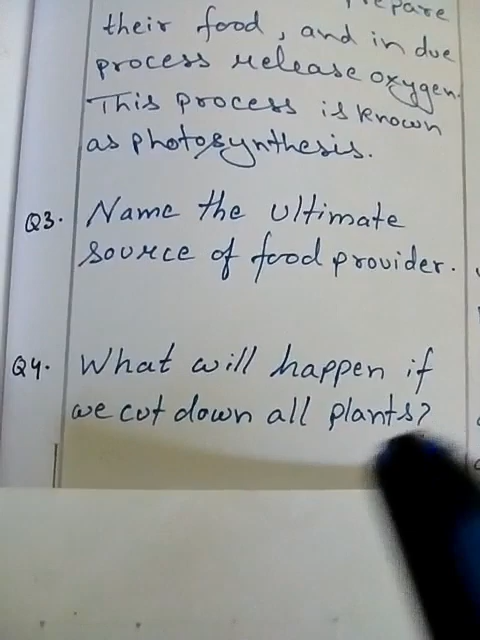 prepare
their food, and in due
process release oxygen.
This process is known
as photosynthesis.
Q3. Name the ultimate
source of food provider.
Q4. What will happen if
we cut down all plants?